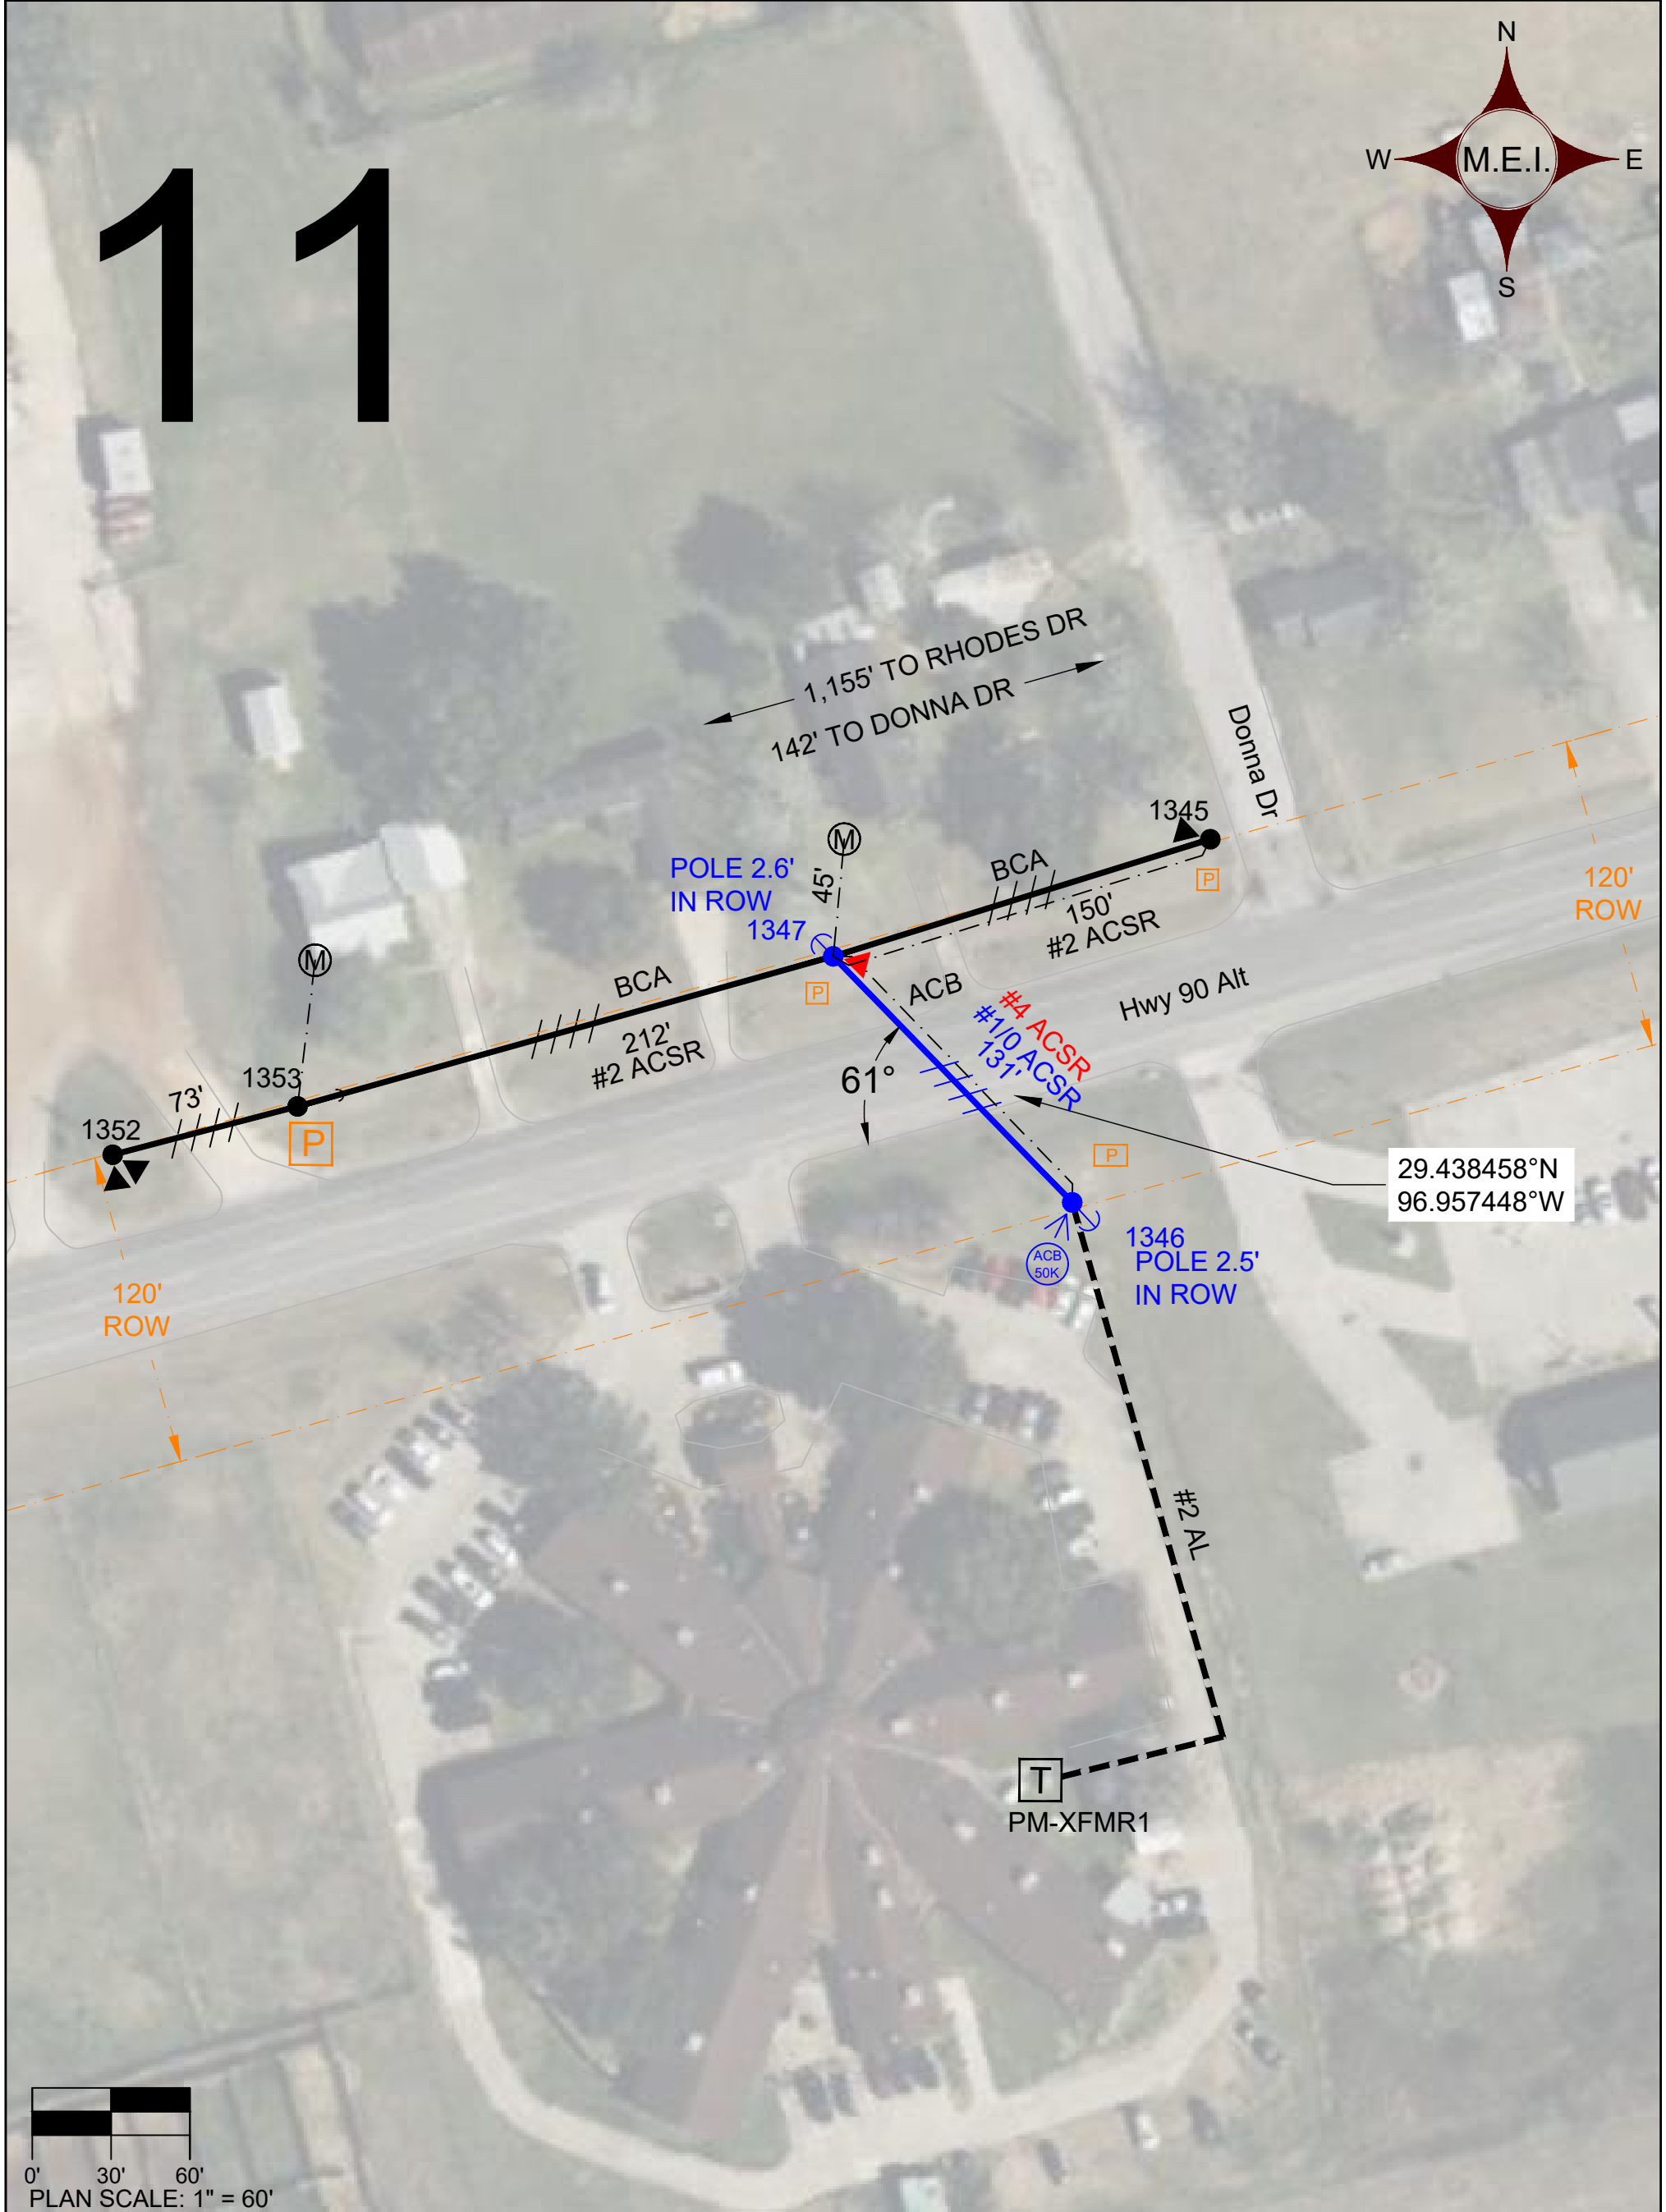 11
N
W
M.E.I.
E
S
1,155' TO RHODES DR
142' TO DONNA DR
Donna Dr
1345
BCA
150'
#2 ACSR
P
120'
ROW
M
45'
POLE 2.6'
IN ROW
1347
P
ACB
#4 ACSR
#1/0 ACSR
131'
Hwy 90 Alt
M
BCA
212'
#2 ACSR
61°
1353
73'
1352
P
P
29.438458°N
96.957448°W
1346
POLE 2.5'
IN ROW
ACB
50K
120'
ROW
#2 AL
T
PM-XFMR1
0' 30' 60'
PLAN SCALE: 1" = 60'